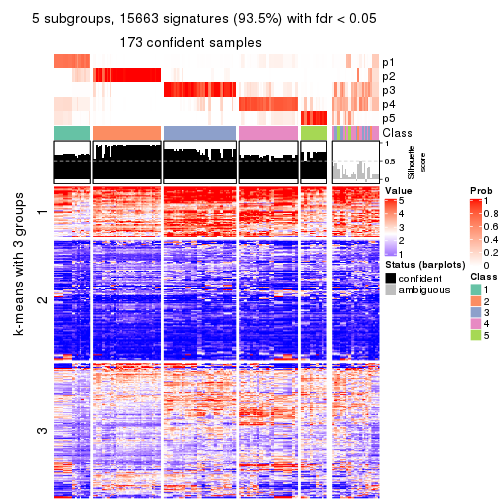 5 subgroups, 15663 signatures (93.5%) with fdr < 0.05
173 confident samples
p1
p2
p3
p4
p5
Class
1
0.5
0
Silhouette
score
k-means with 3 groups
1
2
3
Value
5
4
3
2
1
Status (barplots)
confident
ambiguous
Prob
1
0.8
0.6
0.4
0.2
0
Class
1
2
3
4
5